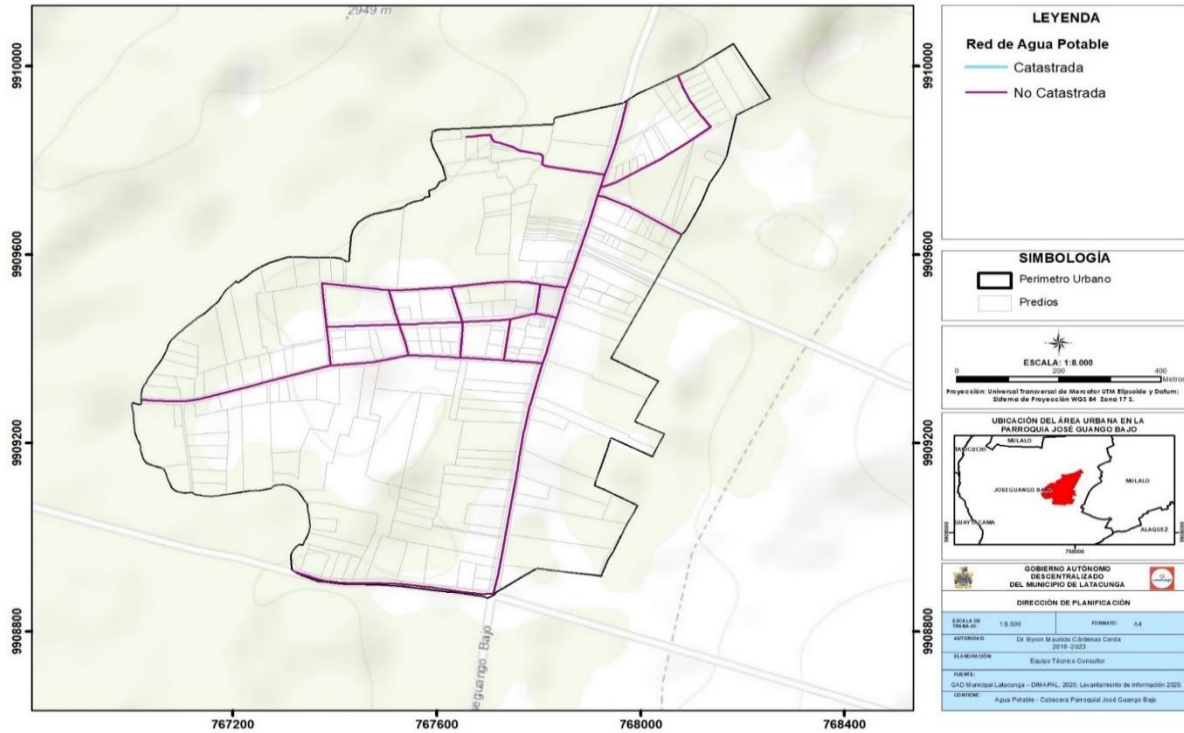 2949 m
9910000
9909600
9909200
9908800
9910000
9909600
9909200
9908800
767200
767600
768000
768400
seguango Bajo
LEYENDA
Red de Agua Potable
Catastrada
No Catastrada
SIMBOLOGÍA
Perimetro Urbano
Predios
ESCALA: 1:8.000
0 200 400
Metros
Proyección: Universal Transversal de Mercator UTM Elipsoide y Datum:
Sistema de Proyección WGS 84 Zona 17 S.
UBICACIÓN DEL ÁREA URBANA EN LA
PARROQUIA JOSÉ GUANGO BAJO
MULALO
JOSEGUANGO BAJO
MULALO
GUAYTACAMA
ALAQUEZ
768000
GOBIERNO AUTÓNOMO
DESCENTRALIZADO
DEL MUNICIPIO DE LATACUNGA
DIRECCIÓN DE PLANIFICACIÓN
ESCALA DE
TRABAJO: 1:8.000 FORMATO: A4
AUTORIDAD: Dr. Byron Mauricio Cárdenas Cerda
2019 -2023
ELABORACIÓN: Equipo Técnico Consultor
FUENTE:
GAD Municipal Latacunga – DIMAPAL, 2020; Levantamiento de información 2020.
CONTIENE: Agua Potable - Cabecera Parroquial José Guango Bajo